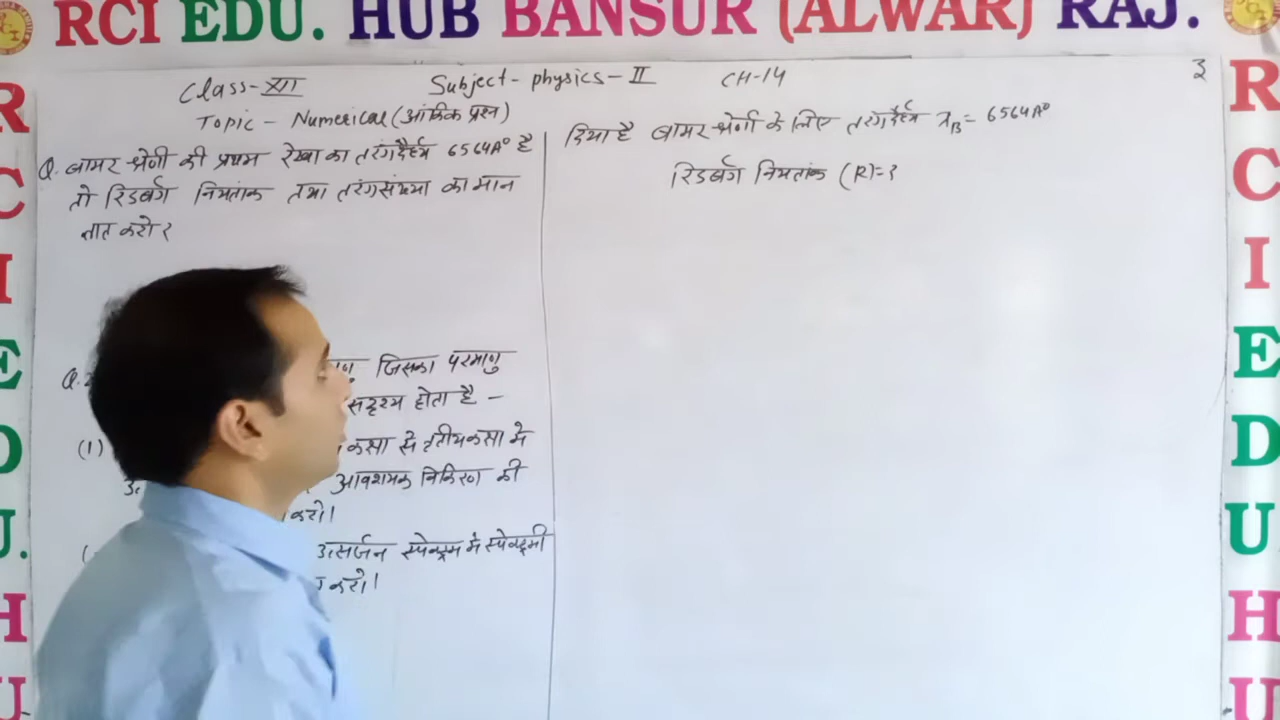 RCI EDU. HUB BANSUR (ALWAR) RAJ.
Class-XII Subject- physics-II CH-14
3
Topic - Numerical (आंकिक प्रश्न)
Q. बामर श्रेणी की प्रथम रेखा का तरंगदैर्ध्य 6564A° है
तो रिडबर्ग नियतांक तथा तरंगसंख्या का मान
ज्ञात करो?
Q. जिसका परमाणु
सदृश्य होता है -
(1) कक्षा से तृतीय कक्षा में
आवश्यक विकिरण की
करो।
उत्सर्जन स्पेक्ट्रम में स्पेक्ट्रमी
करो।
दिया है बामर श्रेणी के लिए तरंगदैर्ध्य λB = 6564A°
रिडबर्ग नियतांक (R)=?
R
C
I
E
D
U
H
U
E
D
U.
H
U